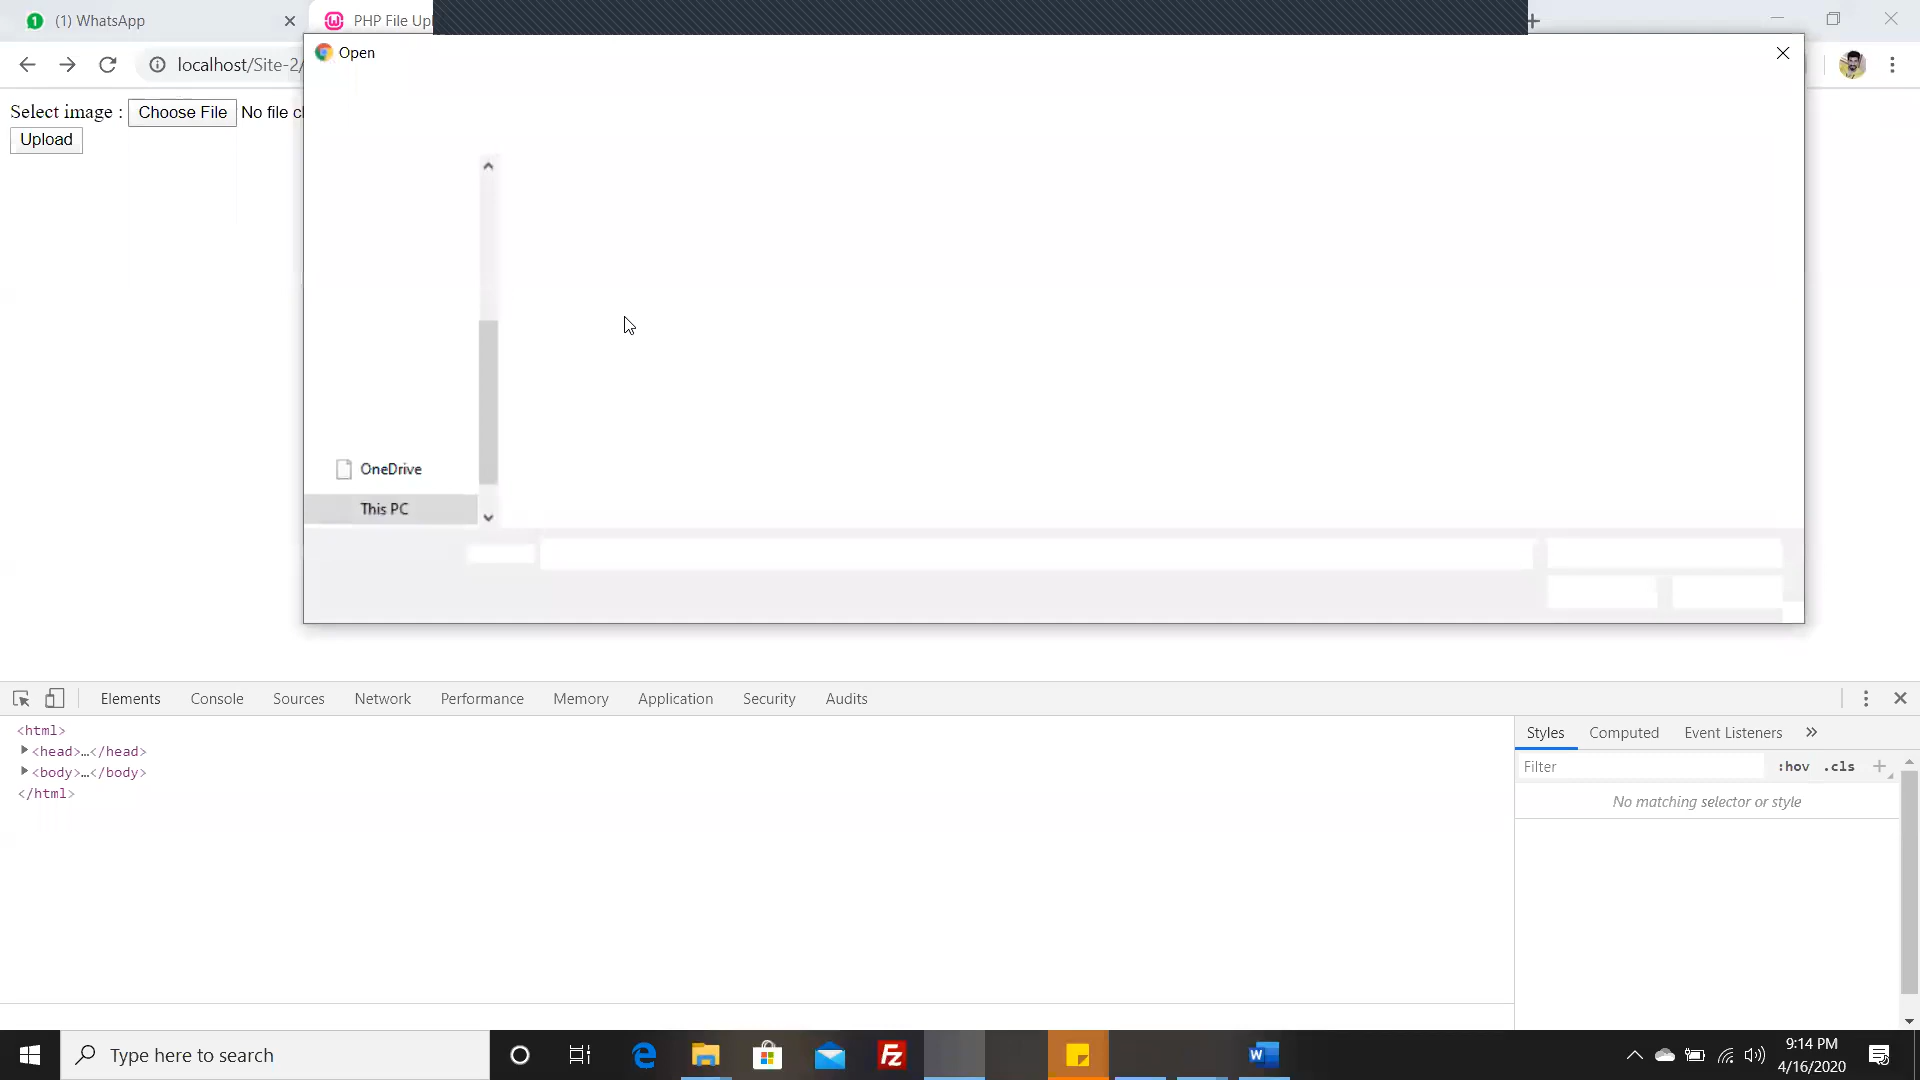 (1) WhatsApp
PHP File Upl
Open
localhost/Site-2/
Select image : Choose File No file c
Upload
OneDrive
This PC
Elements Console Sources Network Performance Memory Application Security Audits
<html>
<head>…</head>
<body>…</body>
</html>
Styles Computed Event Listeners »
Filter :hov .cls +
No matching selector or style
Type here to search
9:14 PM
4/16/2020